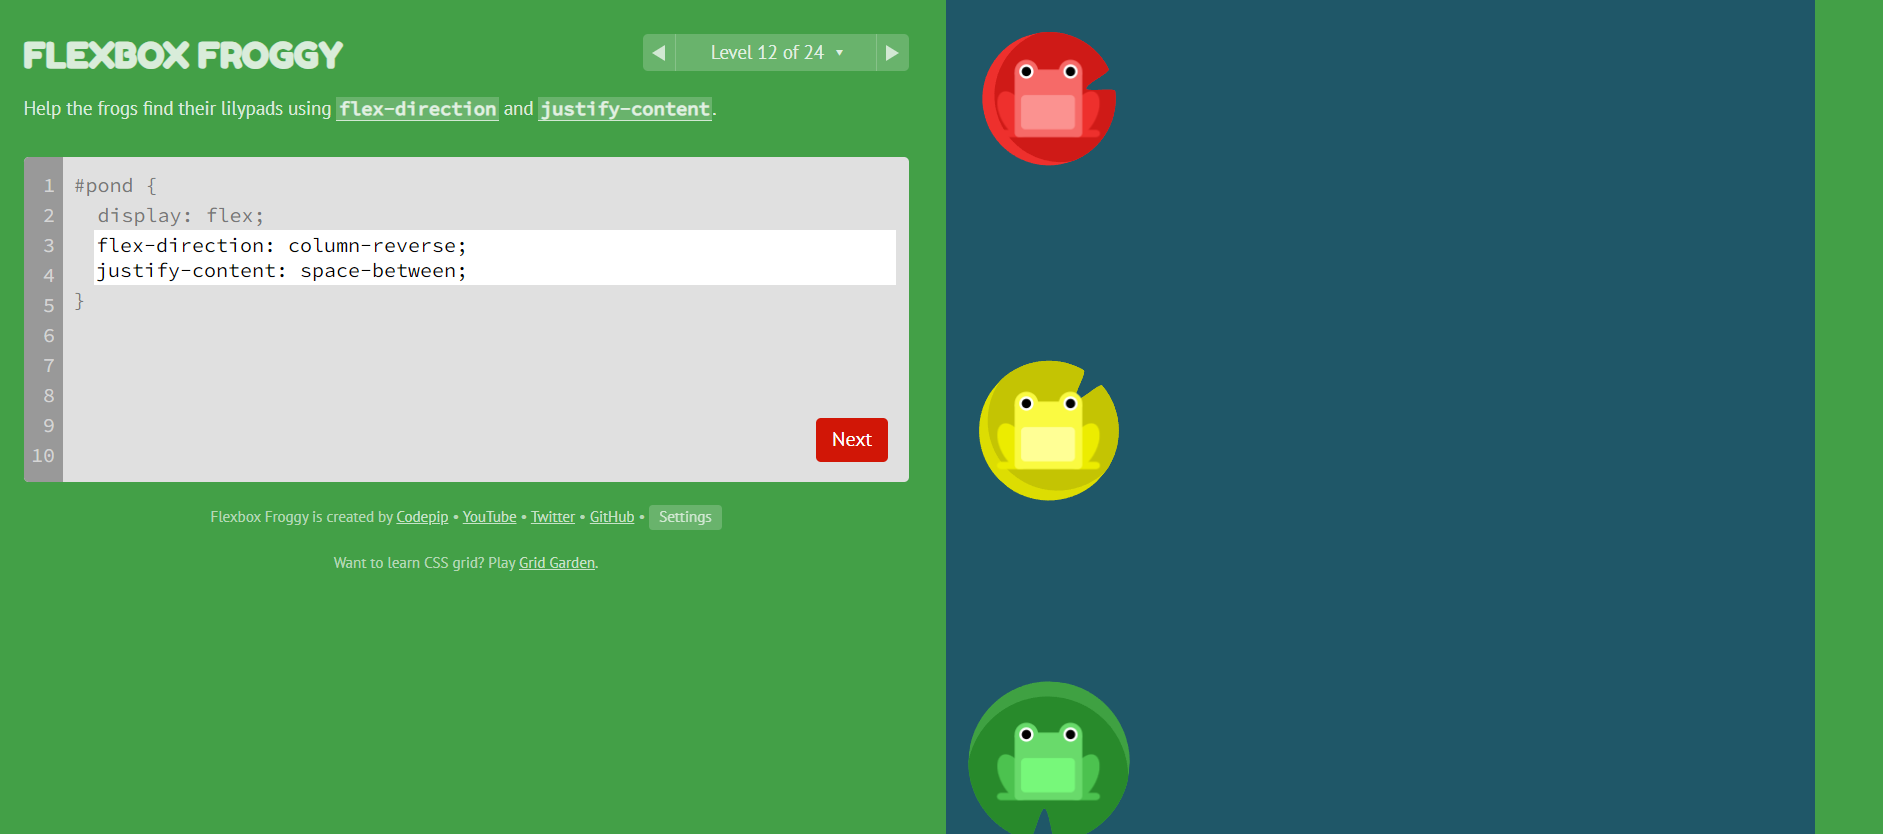 FLEXBOX FROGGY
◀ Level 12 of 24 ▼ ▶
Help the frogs find their lilypads using flex-direction and justify-content.
1 #pond {
2 display: flex;
3 flex-direction: column-reverse;
4 justify-content: space-between;
5 }
6
7
8
9
10
Next
Flexbox Froggy is created by Codepip • YouTube • Twitter • GitHub • Settings
Want to learn CSS grid? Play Grid Garden.